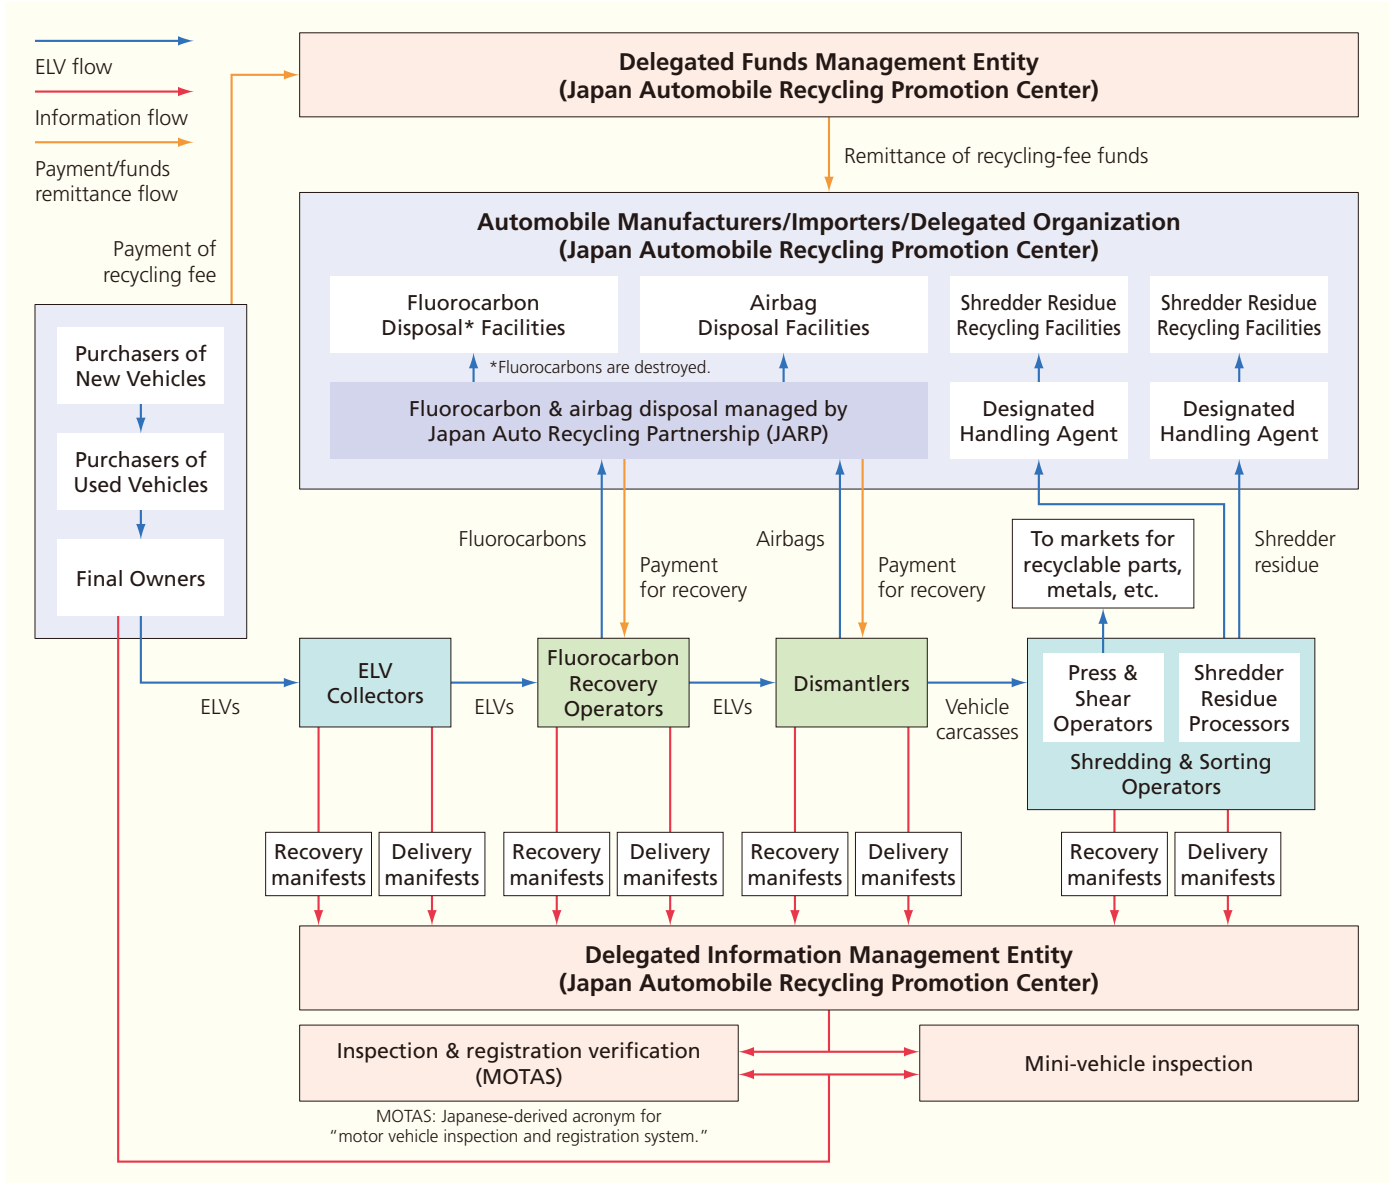 ELV flow
Information flow
Payment/funds
remittance flow
Delegated Funds Management Entity
(Japan Automobile Recycling Promotion Center)
Remittance of recycling-fee funds
Payment of
recycling fee
Automobile Manufacturers/Importers/Delegated Organization
(Japan Automobile Recycling Promotion Center)
Fluorocarbon
Disposal* Facilities
Airbag
Disposal Facilities
Shredder Residue
Recycling Facilities
Shredder Residue
Recycling Facilities
*Fluorocarbons are destroyed.
Fluorocarbon & airbag disposal managed by
Japan Auto Recycling Partnership (JARP)
Designated
Handling Agent
Designated
Handling Agent
Purchasers of
New Vehicles
Purchasers of
Used Vehicles
Final Owners
Fluorocarbons
Payment
for recovery
Airbags
Payment
for recovery
To markets for
recyclable parts,
metals, etc.
Shredder
residue
ELVs
ELV
Collectors
ELVs
Fluorocarbon
Recovery
Operators
ELVs
Dismantlers
Vehicle
carcasses
Press &
Shear
Operators
Shredder
Residue
Processors
Shredding & Sorting
Operators
Recovery
manifests
Delivery
manifests
Recovery
manifests
Delivery
manifests
Recovery
manifests
Delivery
manifests
Recovery
manifests
Delivery
manifests
Delegated Information Management Entity
(Japan Automobile Recycling Promotion Center)
Inspection & registration verification
(MOTAS)
Mini-vehicle inspection
MOTAS: Japanese-derived acronym for
“motor vehicle inspection and registration system.”